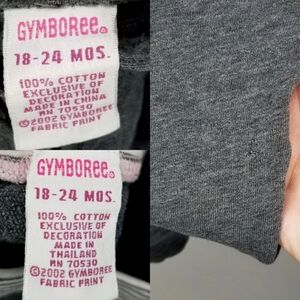 GYMBOREE®
18-24 MOS.
100% COTTON
EXCLUSIVE OF
DECORATION
MADE IN CHINA
RN 70530
©2002 GYMBOREE
FABRIC PRINT
GYMBOREE®
18-24 MOS.
100% COTTON
EXCLUSIVE OF
DECORATION
MADE IN
THAILAND
RN 70530
©2002 GYMBOREE
FABRIC PRINT